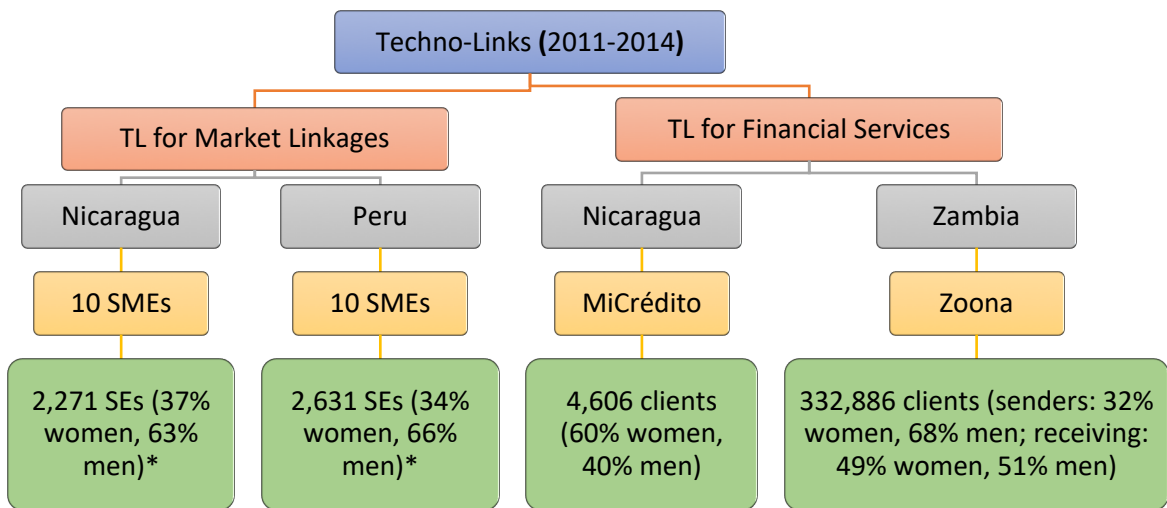 Techno-Links (2011-2014)
TL for Market Linkages
TL for Financial Services
Nicaragua
Peru
Nicaragua
Zambia
10 SMEs
10 SMEs
MiCrédito
Zoona
2,271 SEs (37%
women, 63%
men)*
2,631 SEs (34%
women, 66%
men)*
4,606 clients
(60% women,
40% men)
332,886 clients (senders: 32%
women, 68% men; receiving:
49% women, 51% men)